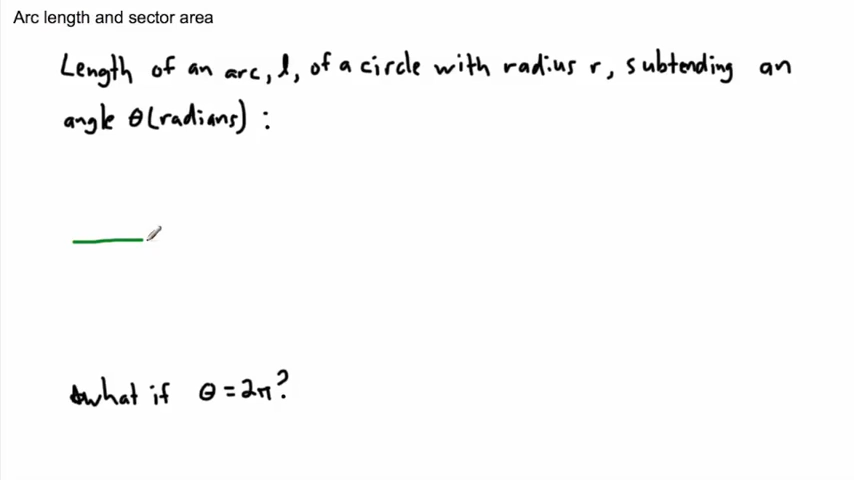 Arc length and sector area
Length of an arc, l, of a circle with radius r, subtending an
angle θ(radians) :
what if θ = 2π?